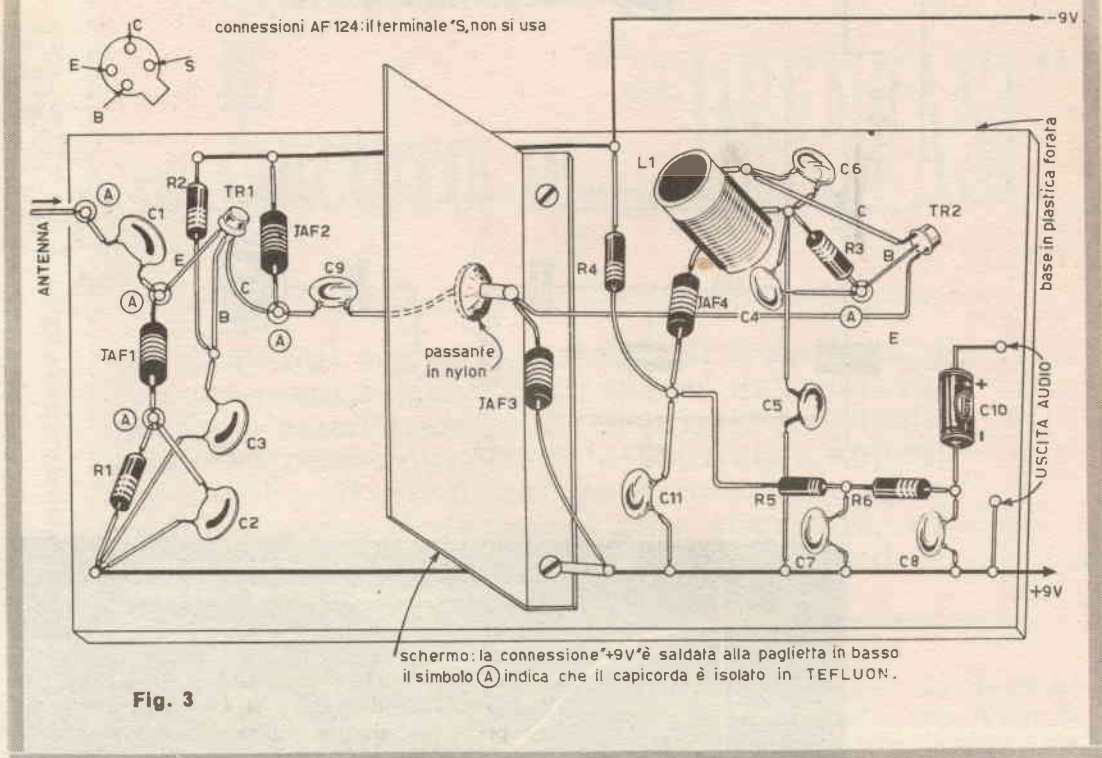 connessioni AF 124: il terminale "S„ non si usa
C
E
S
B
-9V
base in plastica forata
L1
C6
R2
TR1
TR2
A
C1
JAF2
C
R3
B
ANTENNA
E
C9
R4
A
C
B
JAF4
C4
A
A
E
JAF1
passante
in nylon
JAF3
USCITA AUDIO
+
C10
-
A
C5
C3
R1
C11
R5
R6
C2
C7
C8
+9V
schermo: la connessione "+9V" è saldata alla paglietta in basso
il simbolo A indica che il capicorda è isolato in TEFLUON.
Fig. 3